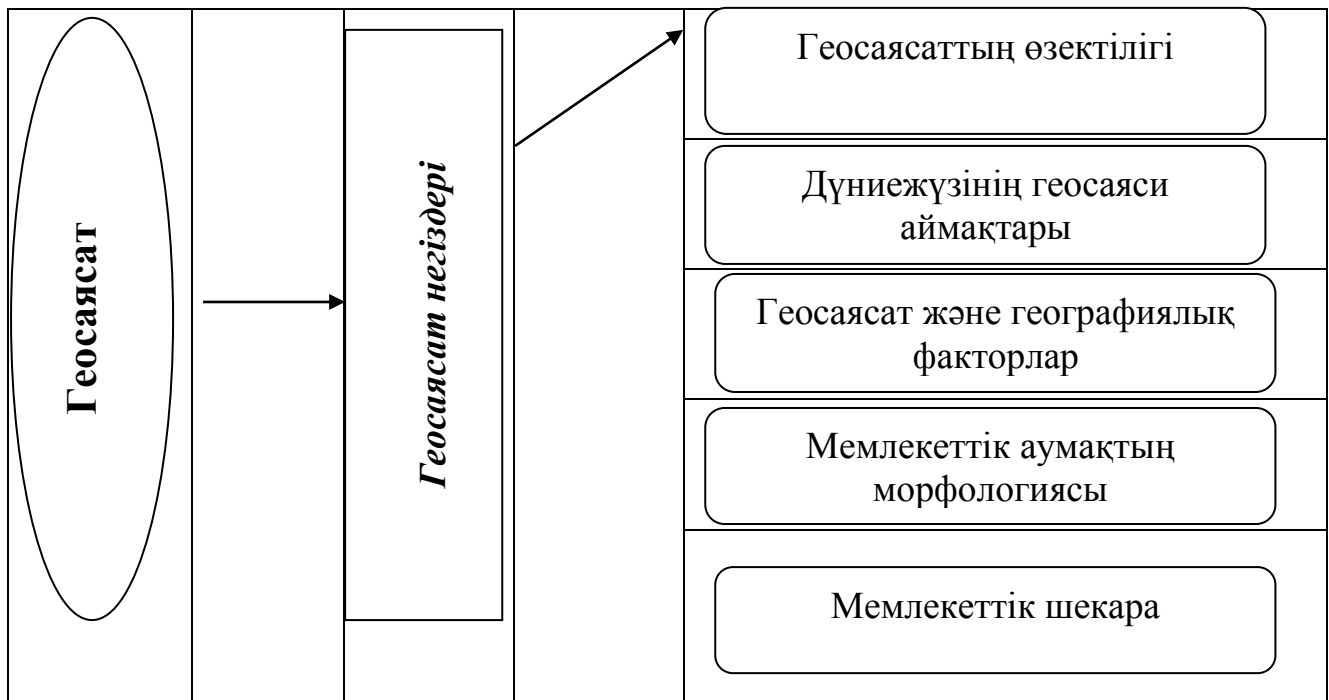 Геосаясат
Геосаясат негіздері
Геосаясаттың өзектілігі
Дүниежүзінің геосаяси
аймақтары
Геосаясат және географиялық
факторлар
Мемлекеттік аумақтың
морфологиясы
Мемлекеттік шекара